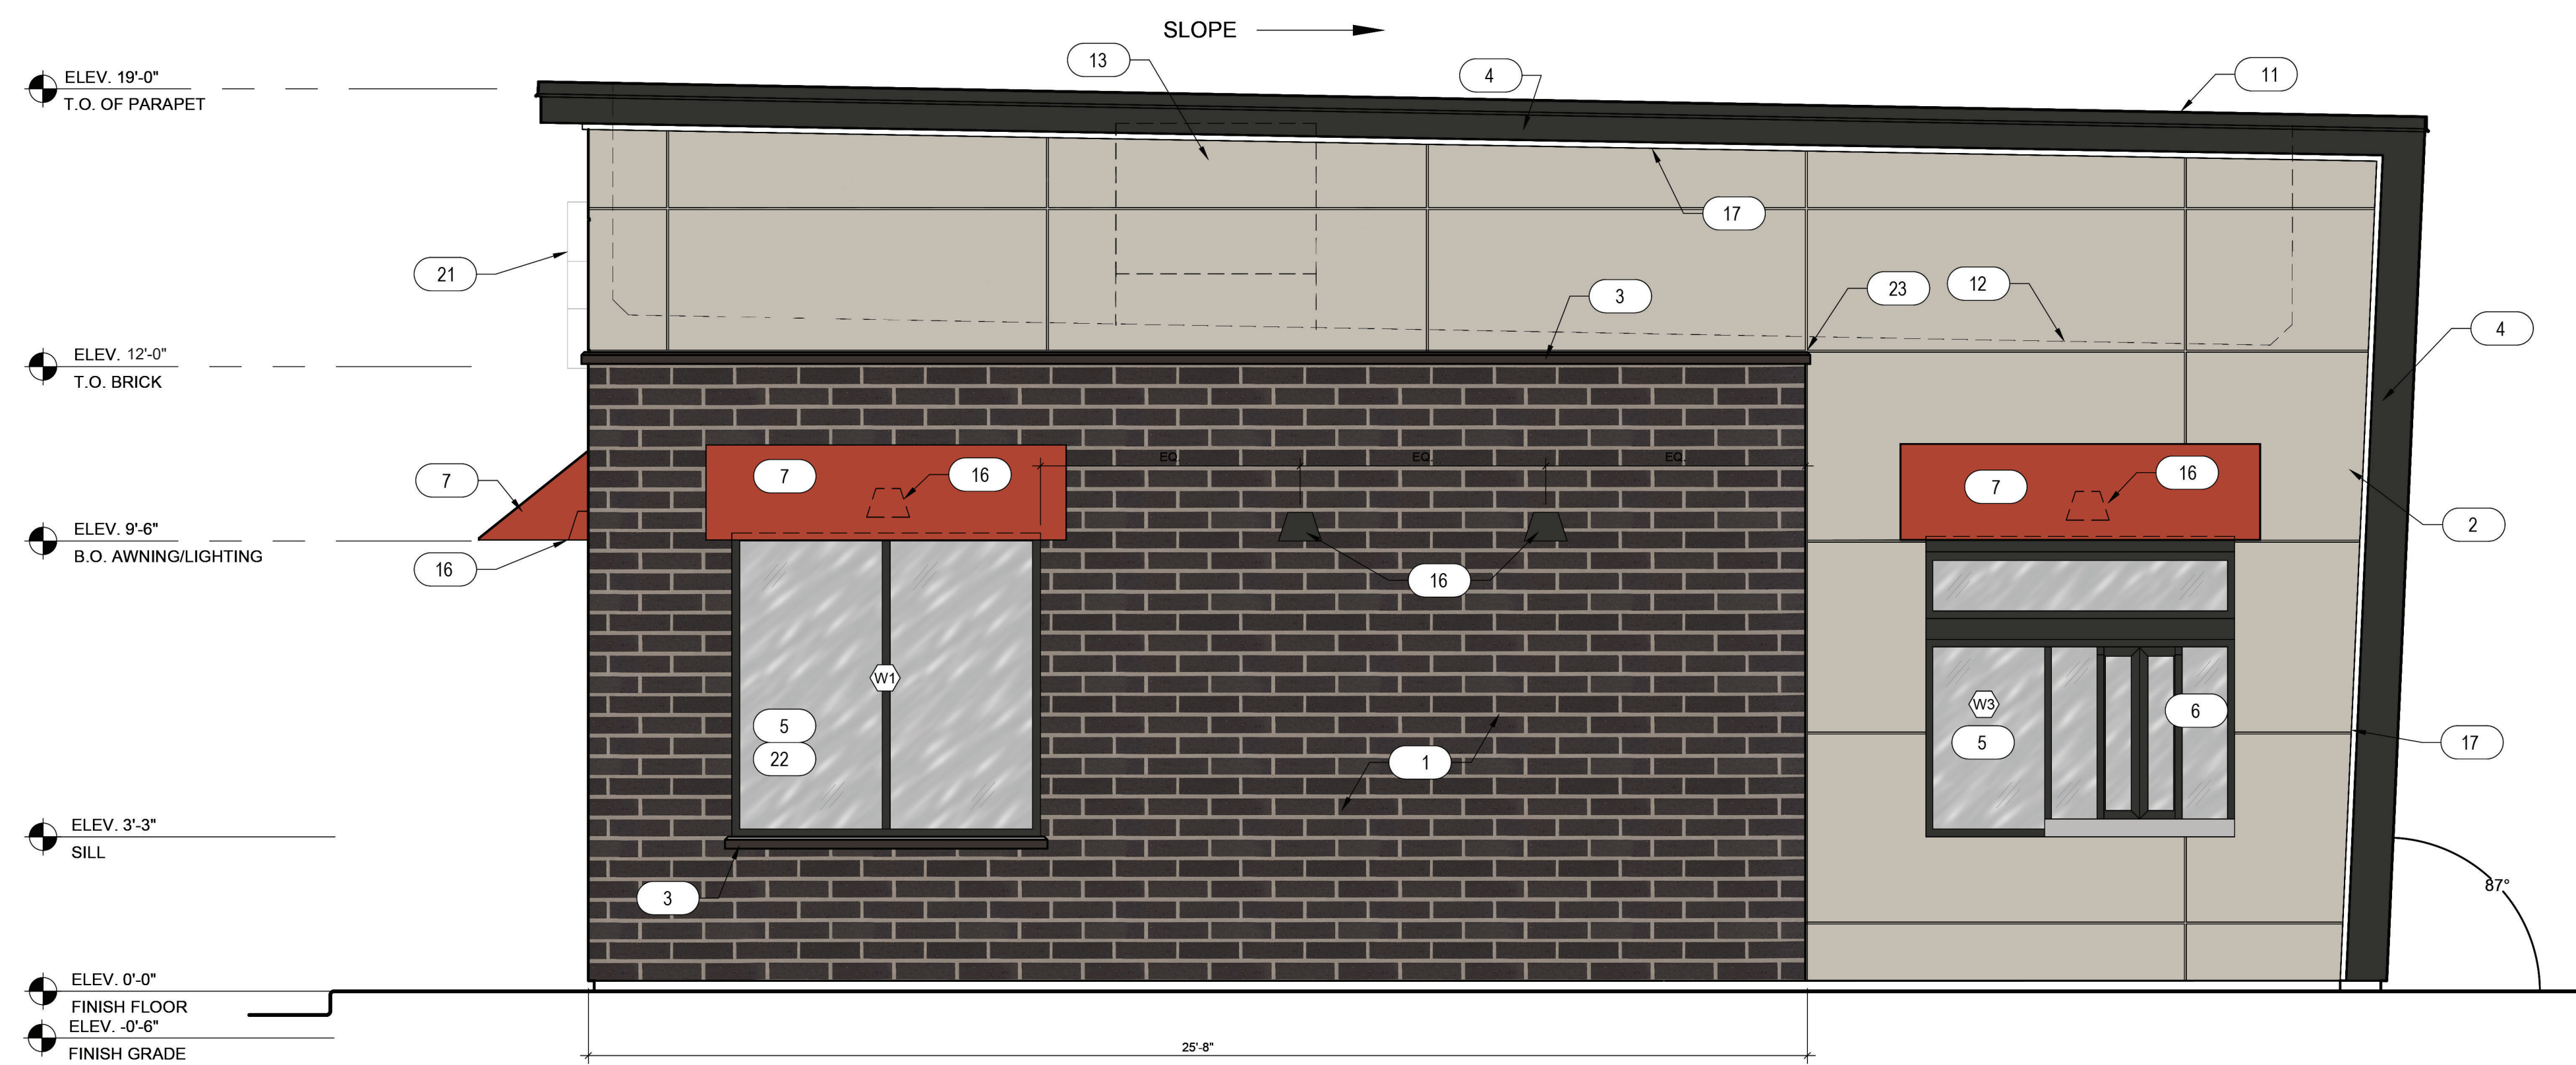 SLOPE
13
4
11
ELEV. 19'-0"
T.O. OF PARAPET
17
21
3
23
12
4
ELEV. 12'-0"
T.O. BRICK
EQ.
EQ.
EQ.
7
7
16
7
16
2
ELEV. 9'-6"
B.O. AWNING/LIGHTING
16
16
W1
W3
6
5
22
5
17
1
ELEV. 3'-3"
SILL
3
87°
ELEV. 0'-0"
FINISH FLOOR
ELEV. -0'-6"
FINISH GRADE
25'-8"